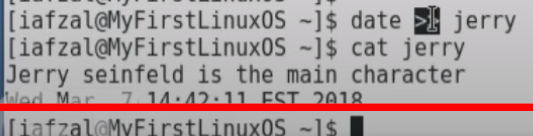 [iafzal@MyFirstLinuxOS ~]$ date >> jerry
[iafzal@MyFirstLinuxOS ~]$ cat jerry
Jerry seinfeld is the main character
Wed Mar  7 14:42:11 EST 2018
[iafzal@MyFirstLinuxOS ~]$